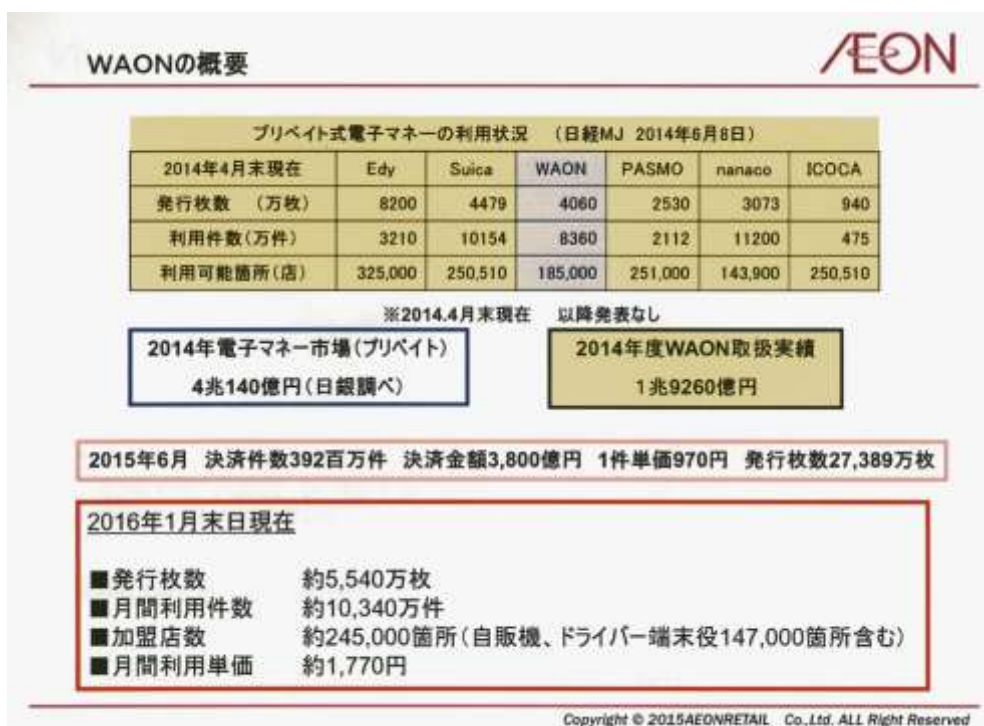 WAONの概要
ÆON
プリペイト式電子マネーの利用状況 （日経MJ 2014年6月8日）
2014年4月末現在 Edy Suica WAON PASMO nanaco ICOCA
発行枚数 （万枚） 8200 4479 4060 2530 3073 940
利用件数(万件) 3210 10154 8360 2112 11200 475
利用可能箇所(店) 325,000 250,510 185,000 251,000 143,900 250,510
※2014.4月末現在 以降発表なし
2014年電子マネー市場(プリペイト)
4兆140億円(日銀調べ)
2014年度WAON取扱実績
1兆9260億円
2015年6月 決済件数392百万件 決済金額3,800億円 1件単価970円 発行枚数27,389万枚
2016年1月末日現在
■発行枚数 約5,540万枚
■月間利用件数 約10,340万件
■加盟店数 約245,000箇所(自販機、ドライバー端末役147,000箇所含む)
■月間利用単価 約1,770円
Copyright © 2015AEONRETAIL Co.,Ltd. ALL Right Reserved